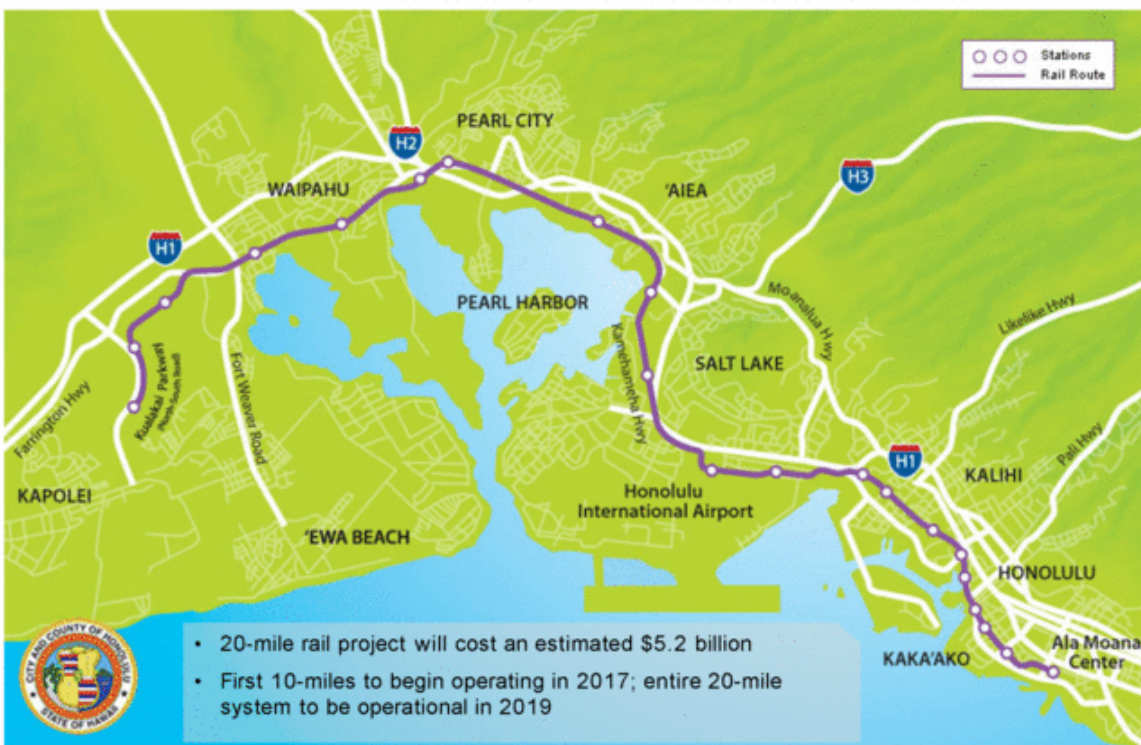 Stations
Rail Route
PEARL CITY
H2
WAIPAHU
'AIEA
H3
H1
PEARL HARBOR
Moanalua Hwy
Likelike Hwy
Kamehameha Hwy
SALT LAKE
Farrington Hwy
Kualakai Parkway
(North-South Road)
Fort Weaver Road
Pali Hwy
H1
KALIHI
KAPOLEI
Honolulu
International Airport
'EWA BEACH
HONOLULU
Ala Moana
Center
KAKA'AKO
CITY AND COUNTY OF HONOLULU
STATE OF HAWAII
• 20-mile rail project will cost an estimated $5.2 billion
• First 10-miles to begin operating in 2017; entire 20-mile
system to be operational in 2019